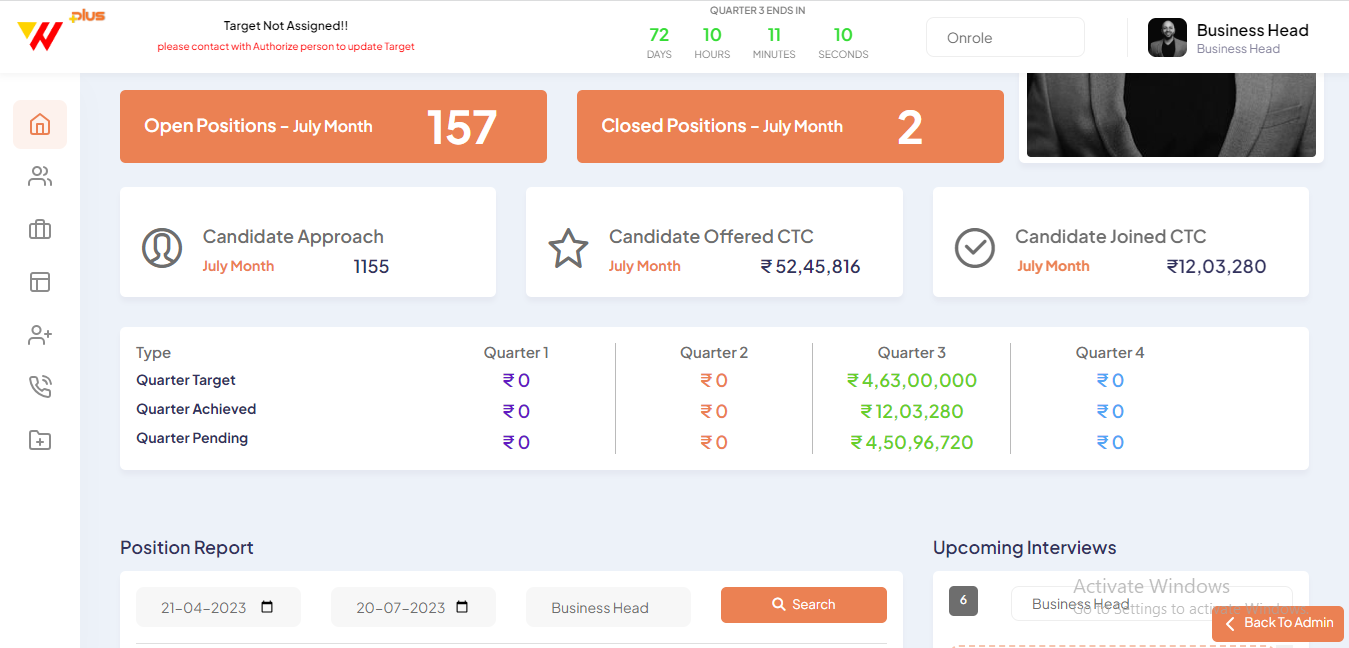 plus
Target Not Assigned!!
please contact with Authorize person to update Target
QUARTER 3 ENDS IN
72 10 11 10
DAYS HOURS MINUTES SECONDS
Onrole
Business Head
Business Head
Open Positions – July Month 157
Closed Positions – July Month 2
Candidate Approach
July Month 1155
Candidate Offered CTC
July Month ₹ 52,45,816
Candidate Joined CTC
July Month ₹12,03,280
Type Quarter 1 Quarter 2 Quarter 3 Quarter 4
Quarter Target ₹ 0 ₹ 0 ₹ 4,63,00,000 ₹ 0
Quarter Achieved ₹ 0 ₹ 0 ₹ 12,03,280 ₹ 0
Quarter Pending ₹ 0 ₹ 0 ₹ 4,50,96,720 ₹ 0
Position Report
21-04-2023 20-07-2023 Business Head Search
Upcoming Interviews
6 Business Head
Activate Windows
Go to Settings to activate Windows.
Back To Admin